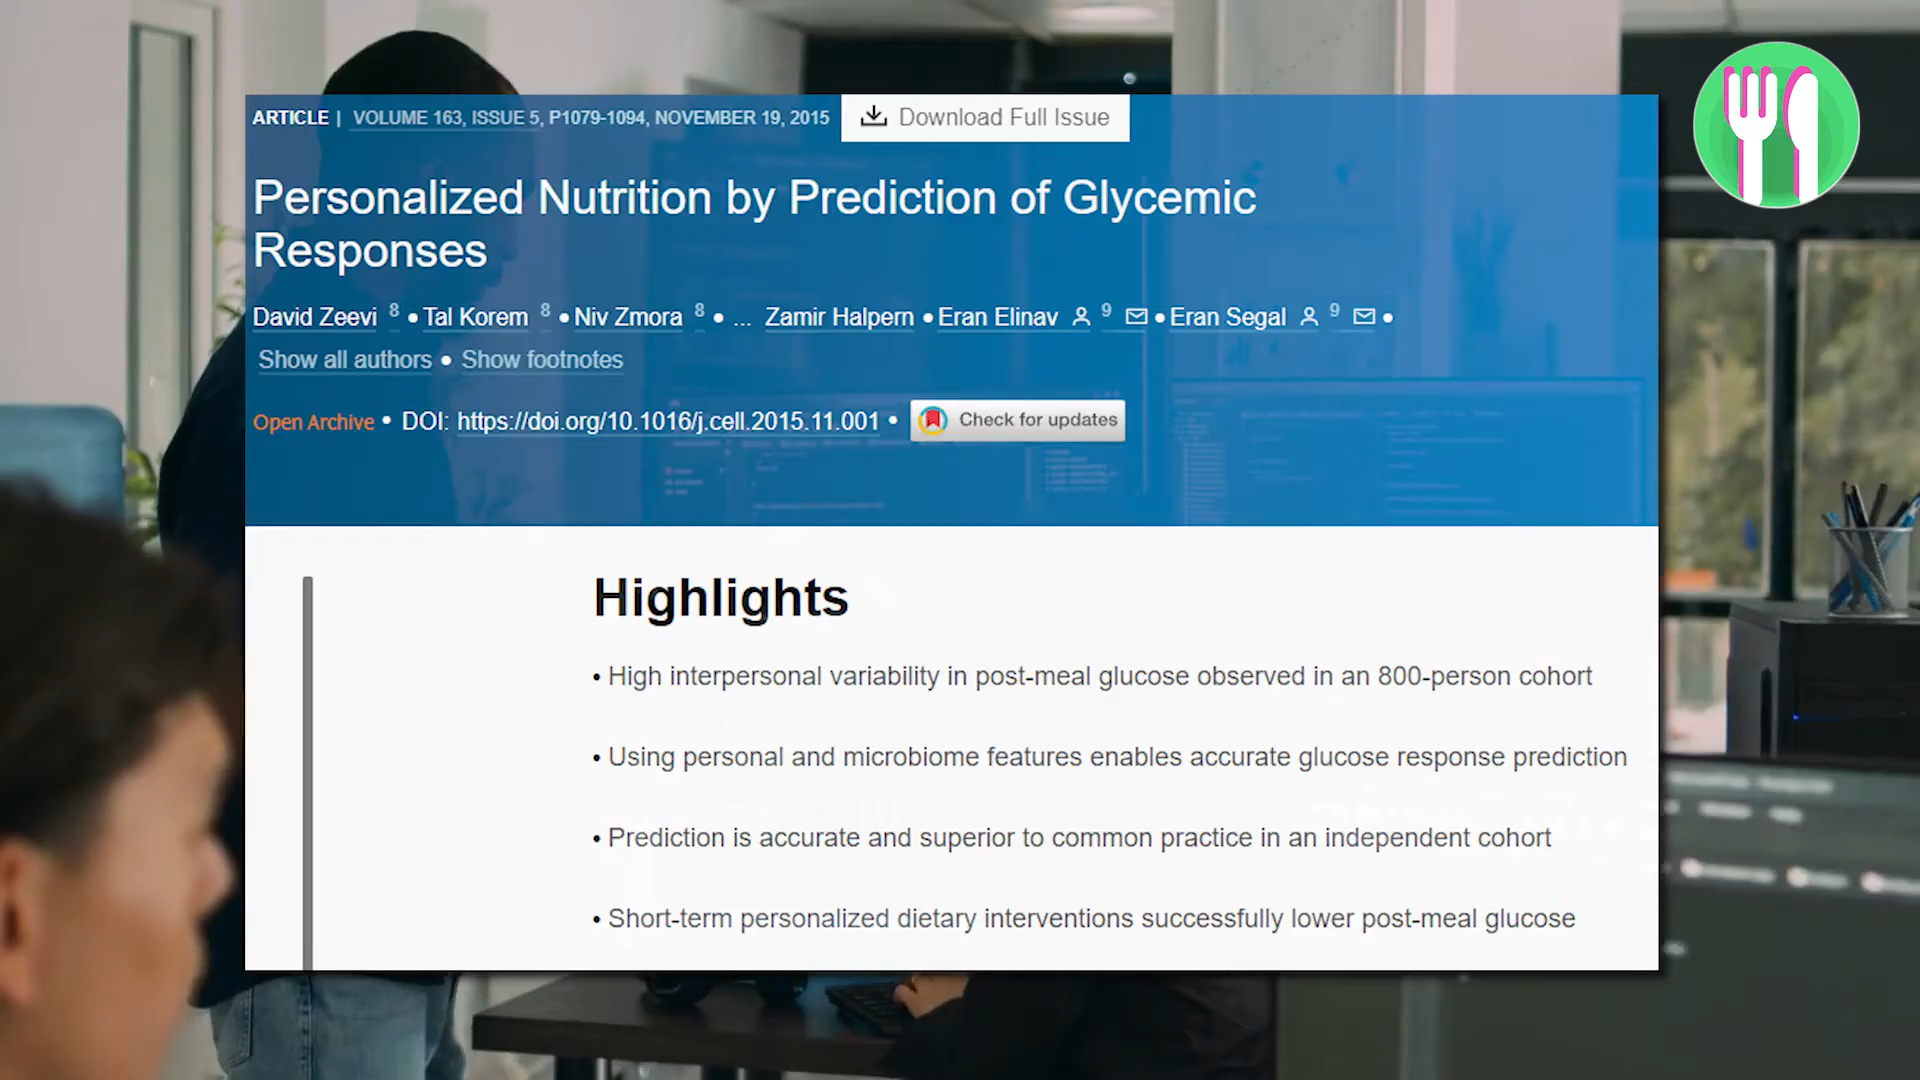 ARTICLE | VOLUME 163, ISSUE 5, P1079-1094, NOVEMBER 19, 2015 Download Full Issue
Personalized Nutrition by Prediction of Glycemic
Responses
David Zeevi 8 • Tal Korem 8 • Niv Zmora 8 • ... Zamir Halpern • Eran Elinav 9 • Eran Segal 9 •
Show all authors • Show footnotes
Open Archive • DOI: https://doi.org/10.1016/j.cell.2015.11.001 • Check for updates
Highlights
• High interpersonal variability in post-meal glucose observed in an 800-person cohort
• Using personal and microbiome features enables accurate glucose response prediction
• Prediction is accurate and superior to common practice in an independent cohort
• Short-term personalized dietary interventions successfully lower post-meal glucose